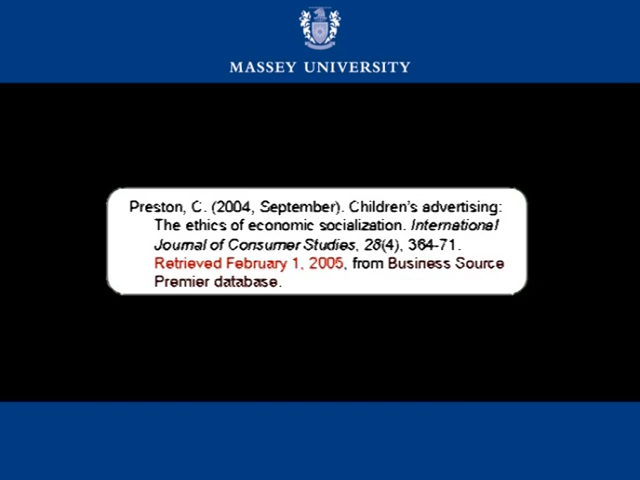 MASSEY UNIVERSITY
Preston, C. (2004, September). Children's advertising:
The ethics of economic socialization. International
Journal of Consumer Studies, 28(4), 364-71.
Retrieved February 1, 2005, from Business Source
Premier database.